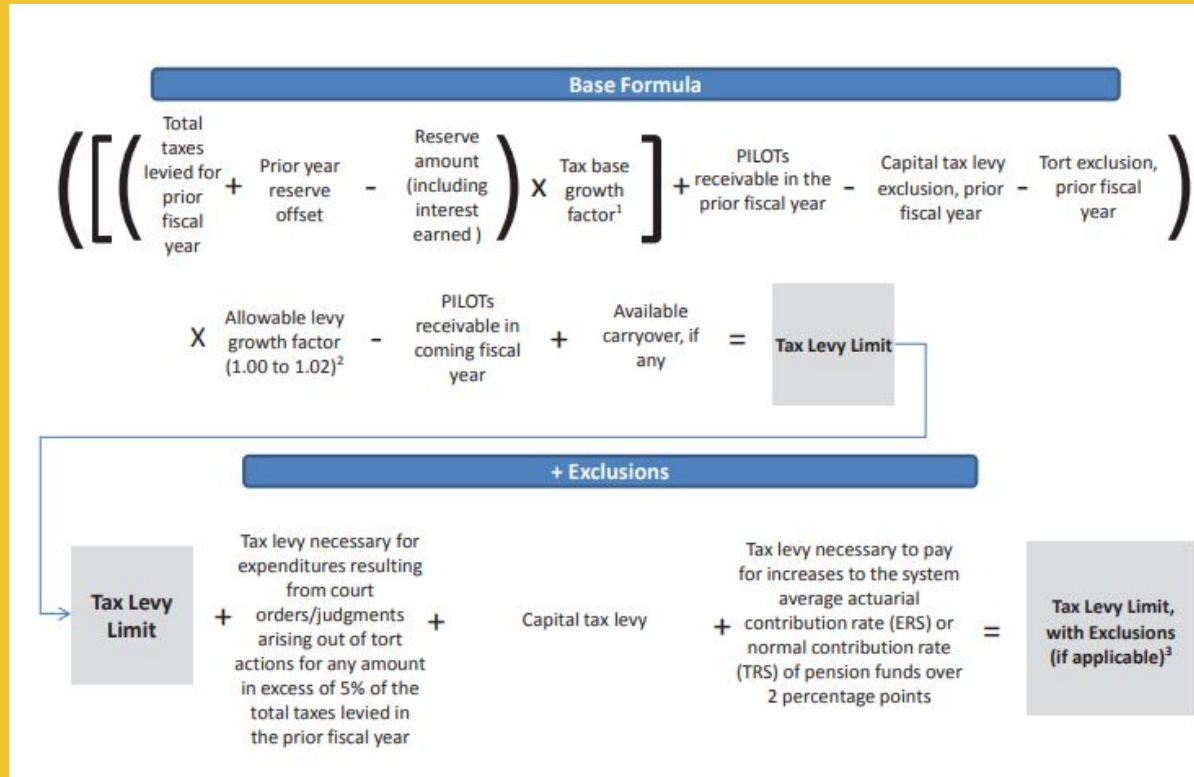 Base Formula
( [ (
Total
taxes
levied for
prior
fiscal
year
+
Prior year
reserve
offset
-
Reserve
amount
(including
interest
earned )
)
x
Tax base
growth
factor¹
]
+
PILOTs
receivable in the
prior fiscal year
-
Capital tax levy
exclusion, prior
fiscal year
-
Tort exclusion,
prior fiscal
year
)
X
Allowable levy
growth factor
(1.00 to 1.02)²
-
PILOTs
receivable in
coming fiscal
year
+
Available
carryover, if
any
=
Tax Levy Limit
+ Exclusions
Tax Levy
Limit
+
Tax levy necessary for
expenditures resulting
from court
orders/judgments
arising out of tort
actions for any amount
in excess of 5% of the
total taxes levied in
the prior fiscal year
+
Capital tax levy
+
Tax levy necessary to pay
for increases to the system
average actuarial
contribution rate (ERS) or
normal contribution rate
(TRS) of pension funds over
2 percentage points
=
Tax Levy Limit,
with Exclusions
(if applicable)³